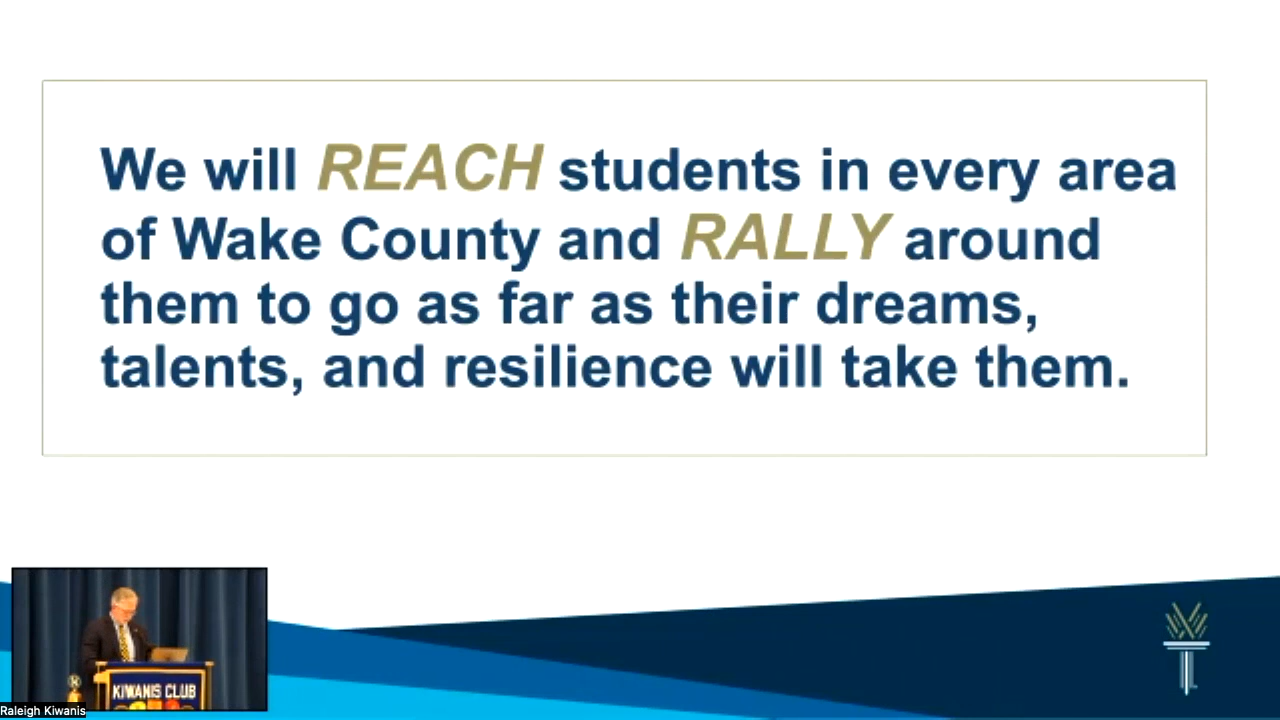 We will REACH students in every area
of Wake County and RALLY around
them to go as far as their dreams,
talents, and resilience will take them.
KIWANIS CLUB
Raleigh Kiwanis